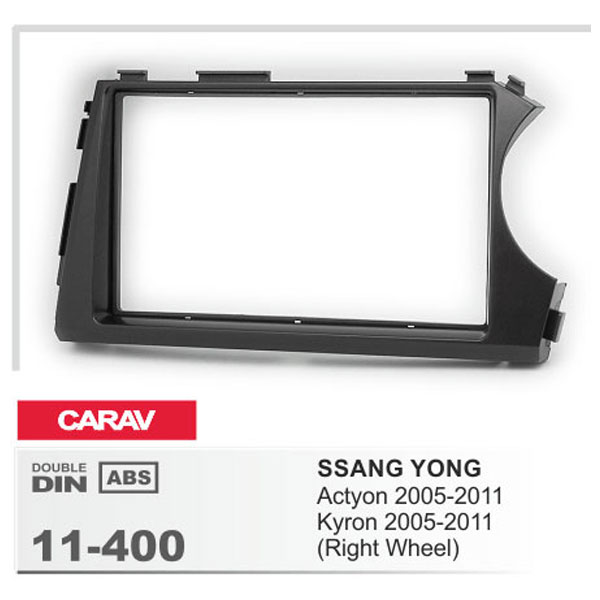 CARAV
DOUBLE
DIN
ABS
11-400
SSANG YONG
Actyon 2005-2011
Kyron 2005-2011
(Right Wheel)